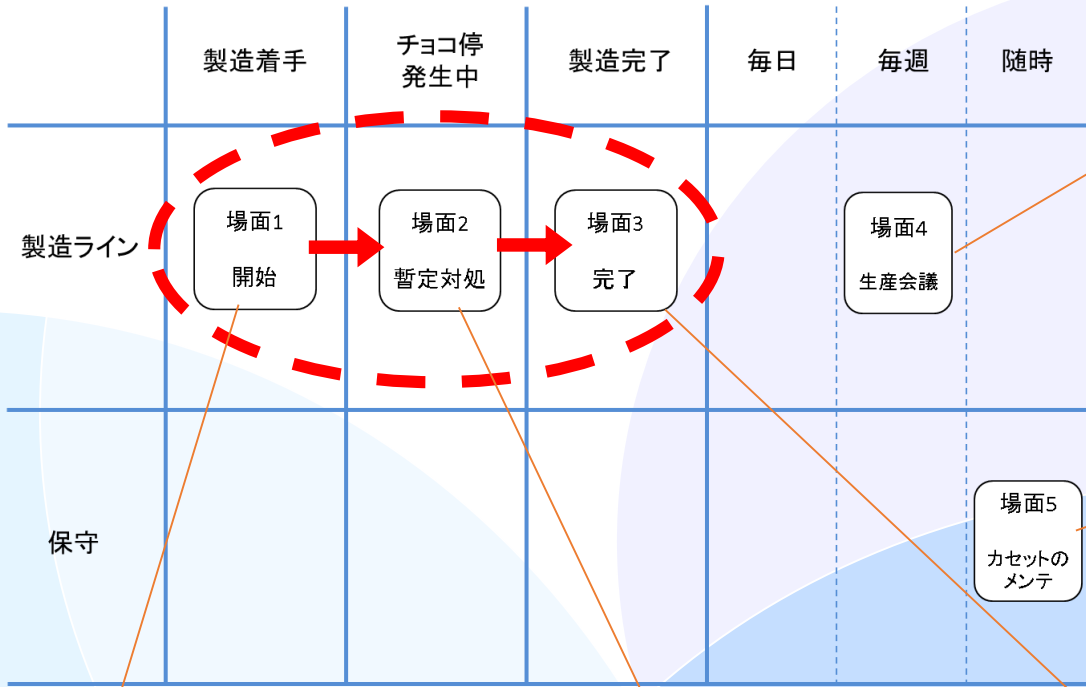 製造着手
チョコ停
発生中
製造完了
毎日
毎週
随時
製造ライン
場面1
開始
場面2
暫定対処
場面3
完了
場面4
生産会議
保守
場面5
カセットの
メンテ